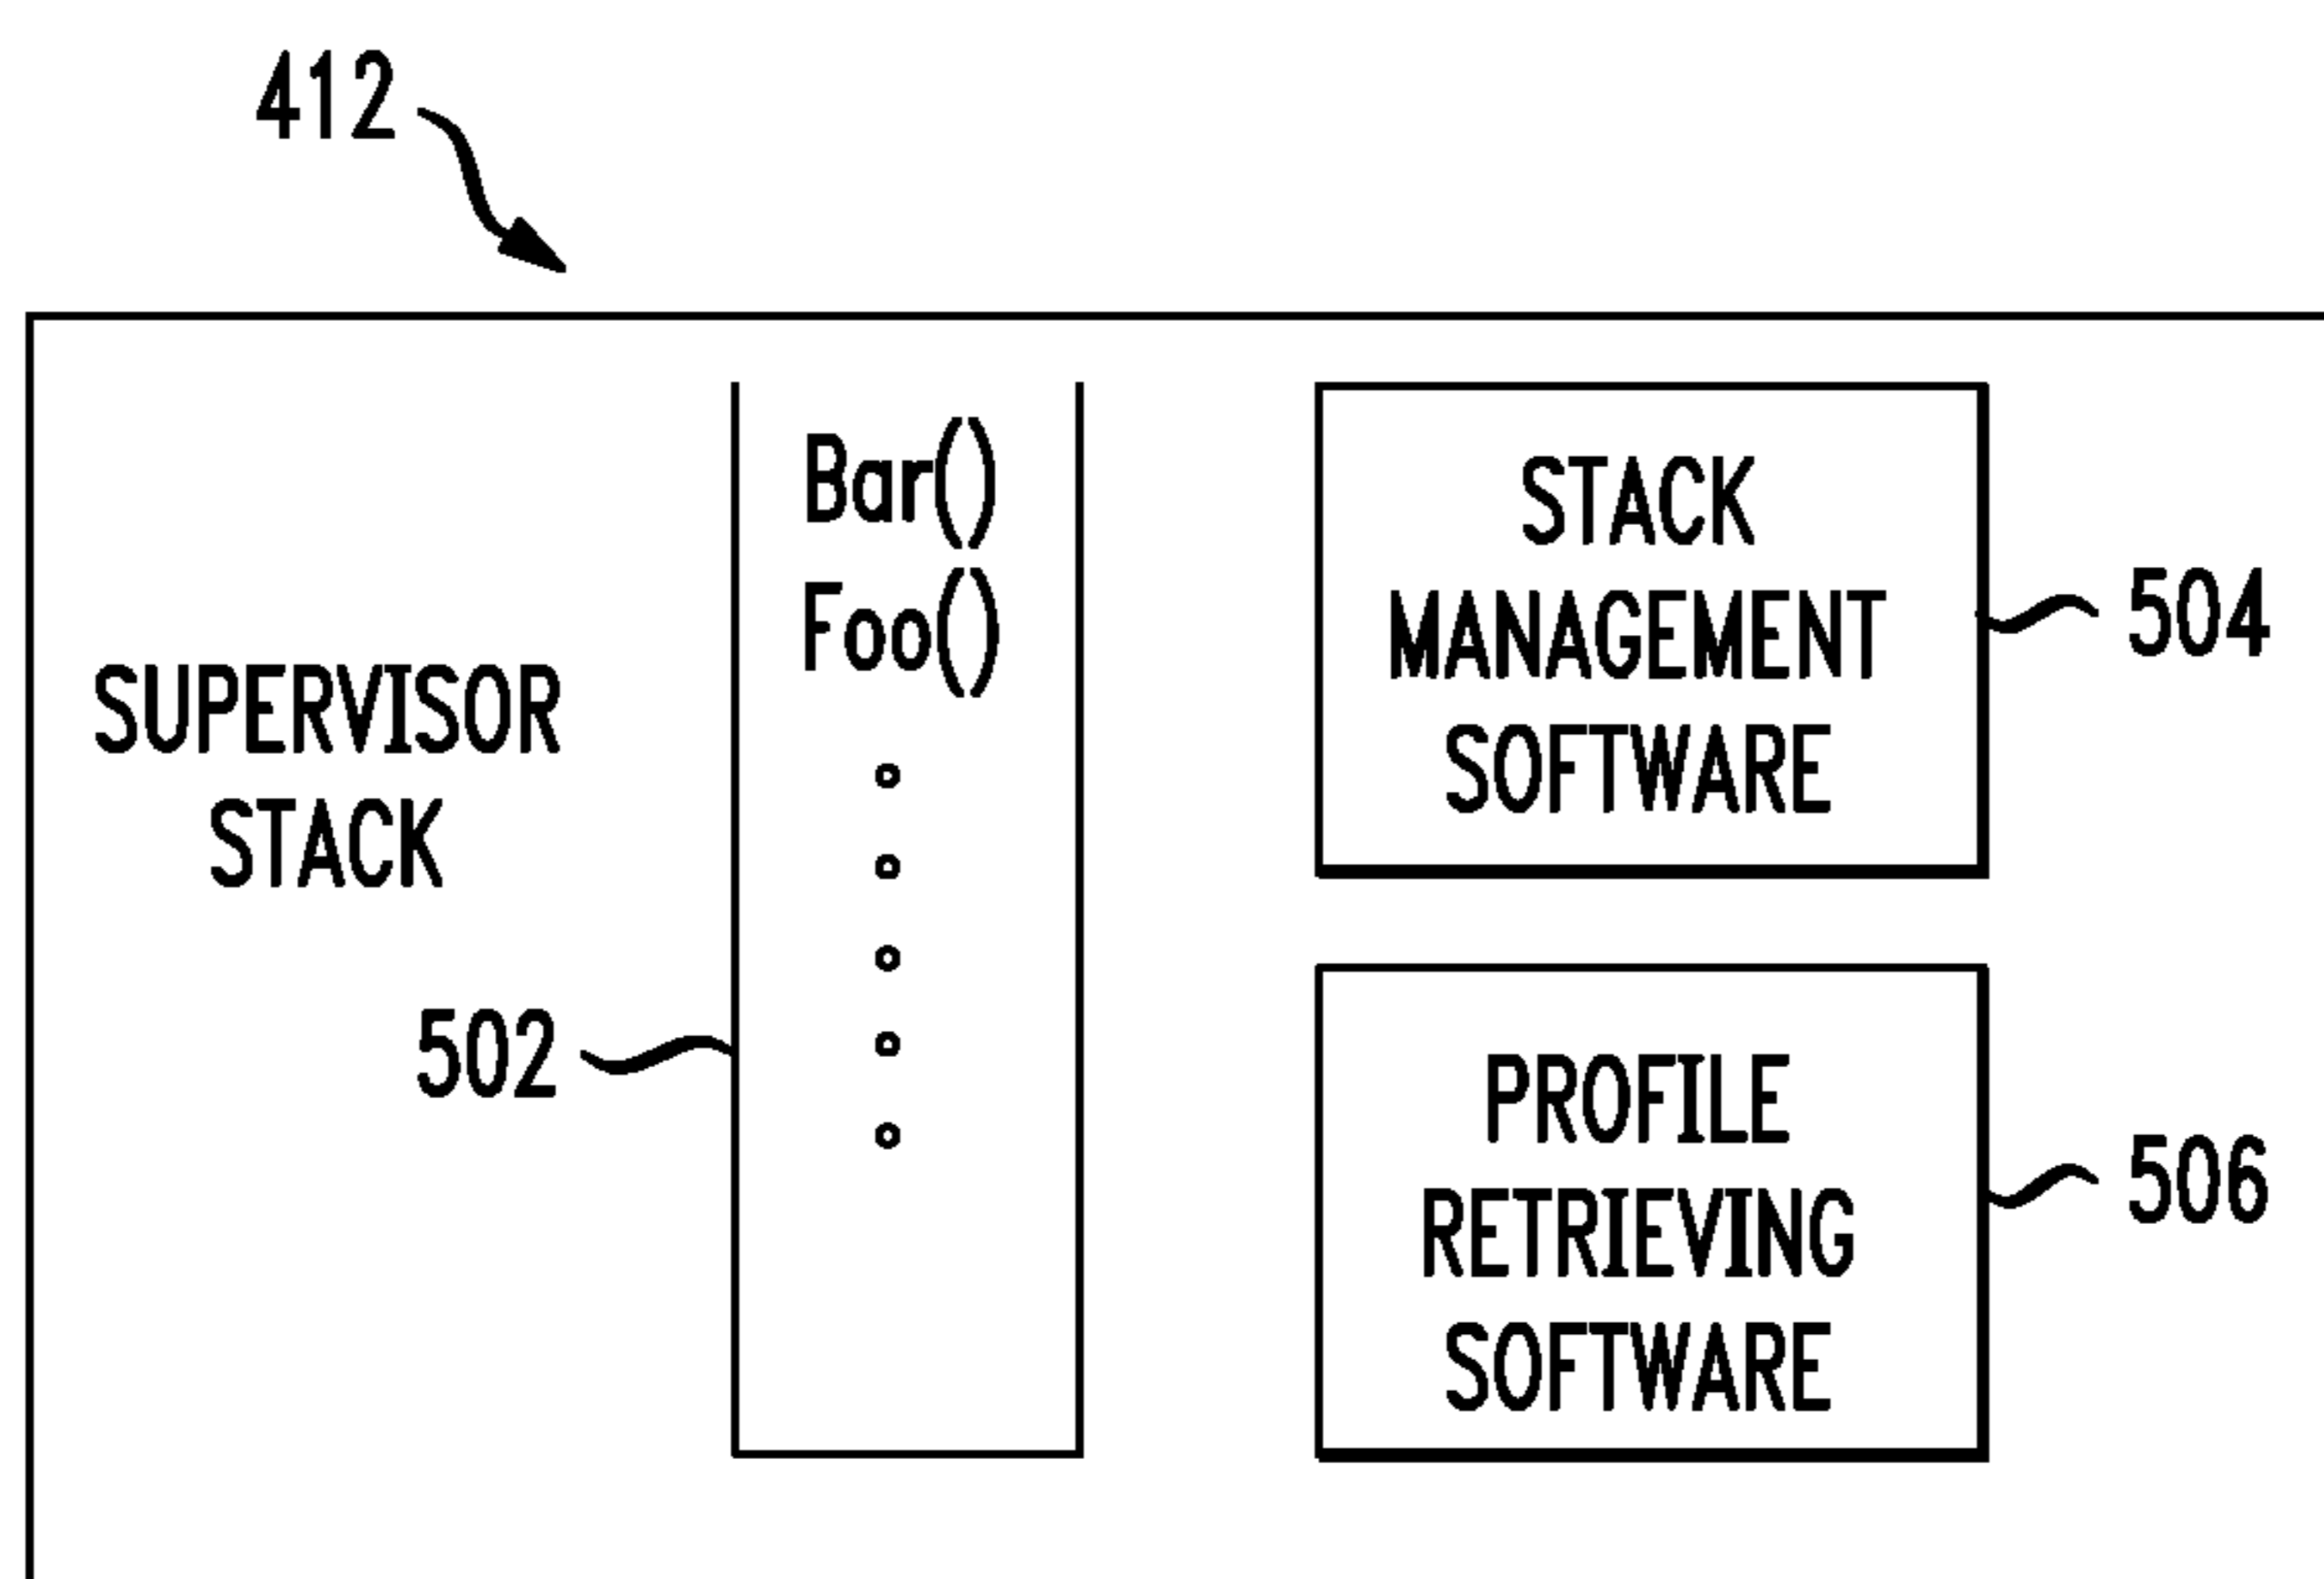 412
Bar()
Foo()
SUPERVISOR
STACK
502
STACK
MANAGEMENT
SOFTWARE
504
PROFILE
RETRIEVING
SOFTWARE
506